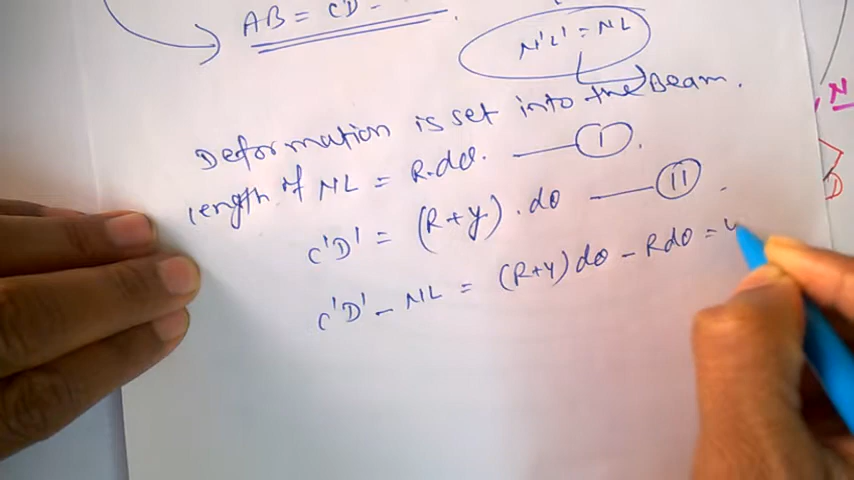 AB = CD -
N'L' = NL
Deformation is set into the Beam.
length of NL = R.dθ. — I.
C'D' = (R+y).dθ — II
C'D' - NL = (R+y)dθ - Rdθ = y
N
D